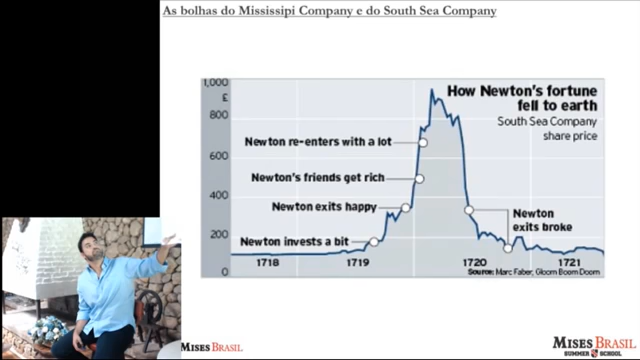 As bolhas do Mississipi Company e do South Sea Company
How Newton's fortune
fell to earth
South Sea Company
share price
1,000
£
800
600
400
200
0
Newton re-enters with a lot
Newton's friends get rich
Newton exits happy
Newton invests a bit
Newton
exits broke
1718
1719
1720
1721
Source: Marc Faber, Gloom Boom Doom
MISES BRASIL
MISES BRASIL
SUMMER SCHOOL